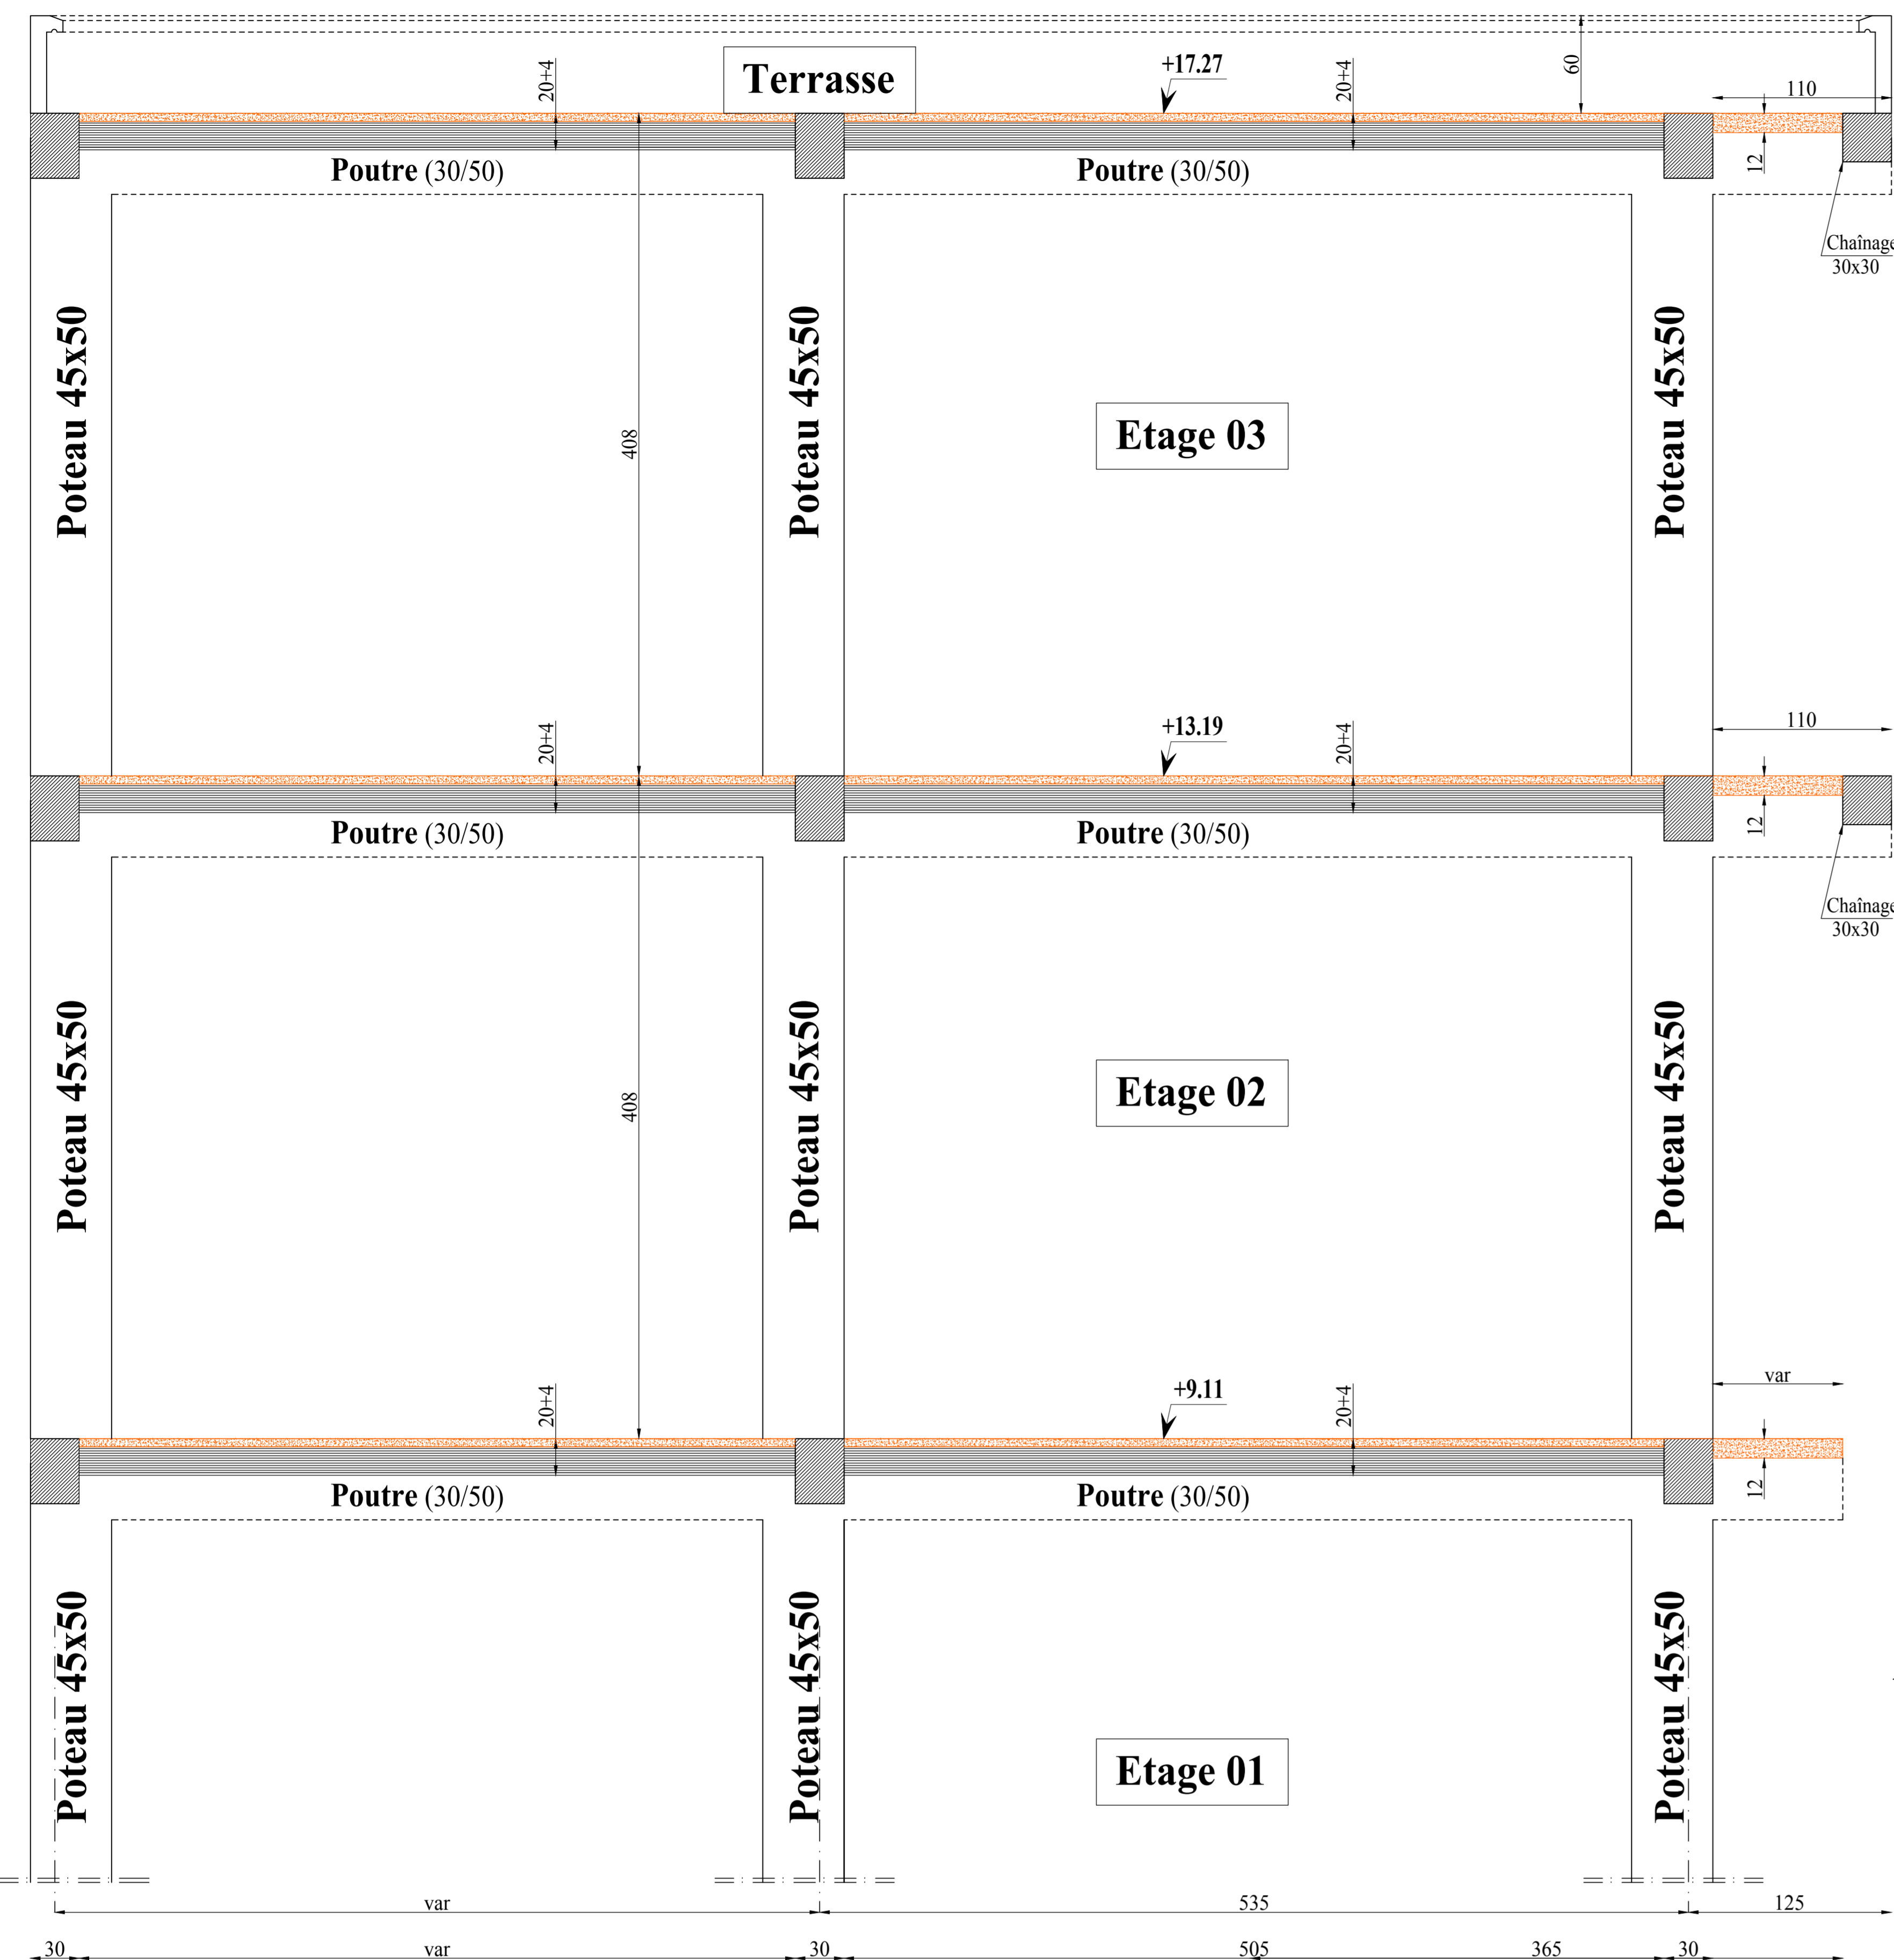 Terrasse
+17.27
60
110
20+4
20+4
12
Poutre (30/50)
Poutre (30/50)
Chaînage
30x30
Poteau 45x50
Poteau 45x50
Poteau 45x50
408
Etage 03
+13.19
110
20+4
20+4
12
Poutre (30/50)
Poutre (30/50)
Chaînage
30x30
Poteau 45x50
Poteau 45x50
Poteau 45x50
408
Etage 02
+9.11
var
20+4
20+4
12
Poutre (30/50)
Poutre (30/50)
Poteau 45x50
Poteau 45x50
Poteau 45x50
Etage 01
var
535
125
30
var
30
505
365
30